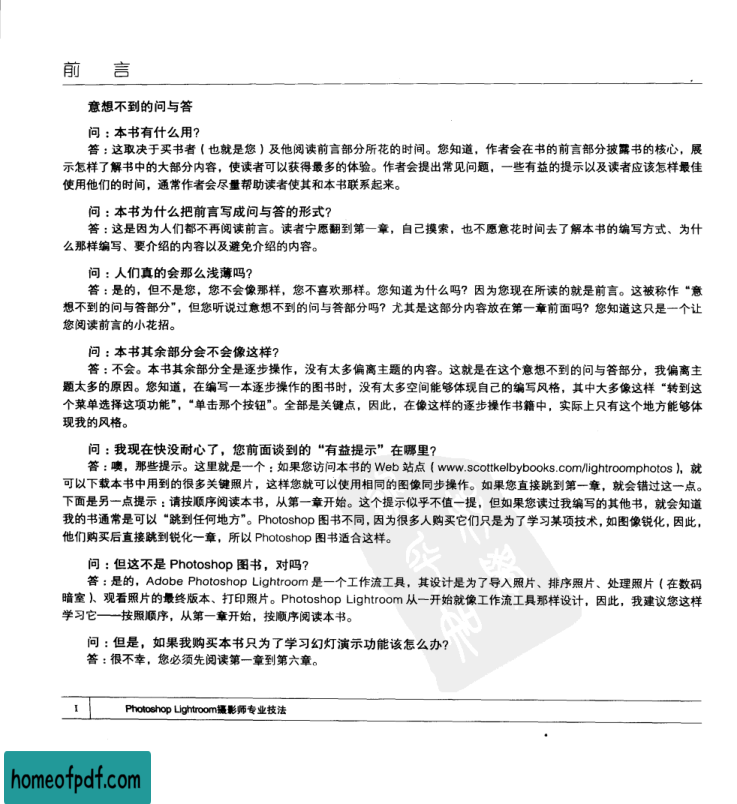 前 言
意想不到的问与答
问：本书有什么用？
答：这取决于买书者（也就是您）及他阅读前言部分所花的时间。您知道，作者会在书的前言部分披露书的核心，展
示怎样了解书中的大部分内容，使读者可以获得最多的体验。作者会提出常见问题，一些有益的提示以及读者应该怎样最佳
使用他们的时间，通常作者会尽量帮助读者使其和本书联系起来。
问：本书为什么把前言写成问与答的形式？
答：这是因为人们都不再阅读前言。读者宁愿翻到第一章，自己摸索，也不愿意花时间去了解本书的编写方式、为什
么那样编写、要介绍的内容以及避免介绍的内容。
问：人们真的会那么浅薄吗？
答：是的，但不是您，您不会像那样，您不喜欢那样。您知道为什么吗？因为您现在所读的就是前言。这被称作“意
想不到的问与答部分”，但您听说过意想不到的问与答部分吗？尤其是这部分内容放在第一章前面吗？您知道这只是一个让
您阅读前言的小花招。
问：本书其余部分会不会像这样？
答：不会。本书其余部分全是逐步操作，没有太多偏离主题的内容。这就是在这个意想不到的问与答部分，我偏离主
题太多的原因。您知道，在编写一本逐步操作的图书时，没有太多空间能够体现自己的编写风格，其中大多像这样“转到这
个菜单选择这项功能”，“单击那个按钮”。全部是关键点，因此，在像这样的逐步操作书籍中，实际上只有这个地方能够体
现我的风格。
问：我现在快没耐心了，您前面谈到的“有益提示”在哪里？
答：噢，那些提示。这里就是一个：如果您访问本书的 Web 站点（www.scottkelbybooks.com/lightroomphotos），就
可以下载本书中用到的很多关键照片，这样您就可以使用相同的图像同步操作。如果您直接跳到第一章，就会错过这一点。
下面是另一点提示：请按顺序阅读本书，从第一章开始。这个提示似乎不值一提，但如果您读过我编写的其他书，就会知道
我的书通常是可以“跳到任何地方”。Photoshop 图书不同，因为很多人购买它们只是为了学习某项技术，如图像锐化，因此，
他们购买后直接跳到锐化一章，所以 Photoshop 图书适合这样。
问：但这不是 Photoshop 图书，对吗？
答：是的，Adobe Photoshop Lightroom 是一个工作流工具，其设计是为了导入照片、排序照片、处理照片（在数码
暗室）、观看照片的最终版本、打印照片。Photoshop Lightroom 从一开始就像工作流工具那样设计，因此，我建议您这样
学习它——按照顺序，从第一章开始，按顺序阅读本书。
问：但是，如果我购买本书只为了学习幻灯演示功能该怎么办？
答：很不幸，您必须先阅读第一章到第六章。
I Photoshop Lightroom摄影师专业技法
homeofpdf.com